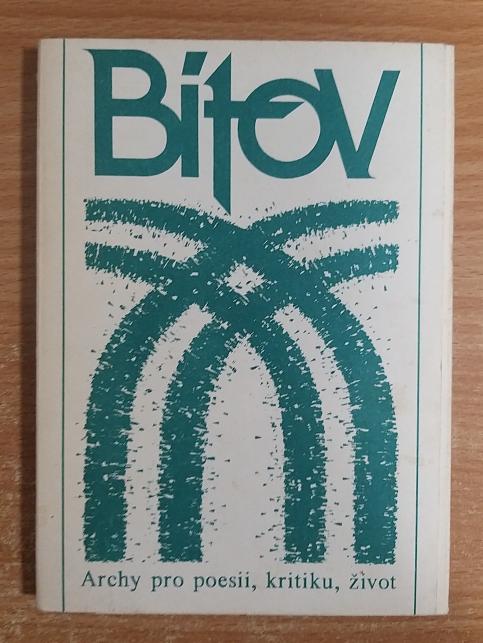 Bítov
Archy pro poesii, kritiku, život